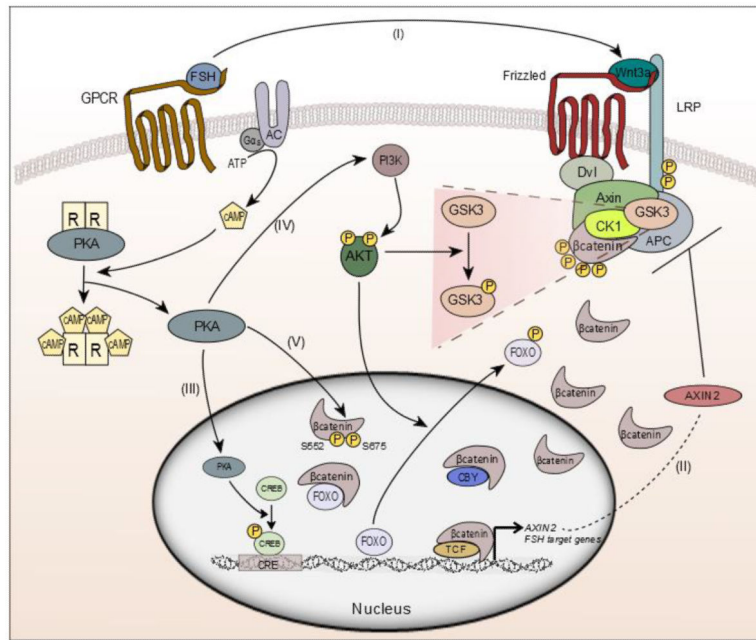 (I)
FSH
Wnt3a
Frizzled
GPCR
LRP
AC
Gαs
ATP
PI3K
Dvl
P
P
Axin
GSK3
CK1
APC
βcatenin
P
P
P
P
GSK3
P
GSK3
P
P
AKT
cAMP
(IV)
R R
PKA
cAMP cAMP
cAMP R R cAMP
PKA
(V)
(III)
P
FOXO
βcatenin
βcatenin
βcatenin
βcatenin
AXIN2
(II)
βcatenin
P P
S552 S675
PKA
CREB
βcatenin
FOXO
βcatenin
CBY
P
CREB
CRE
FOXO
βcatenin
TCF
AXIN2
FSH target genes
Nucleus